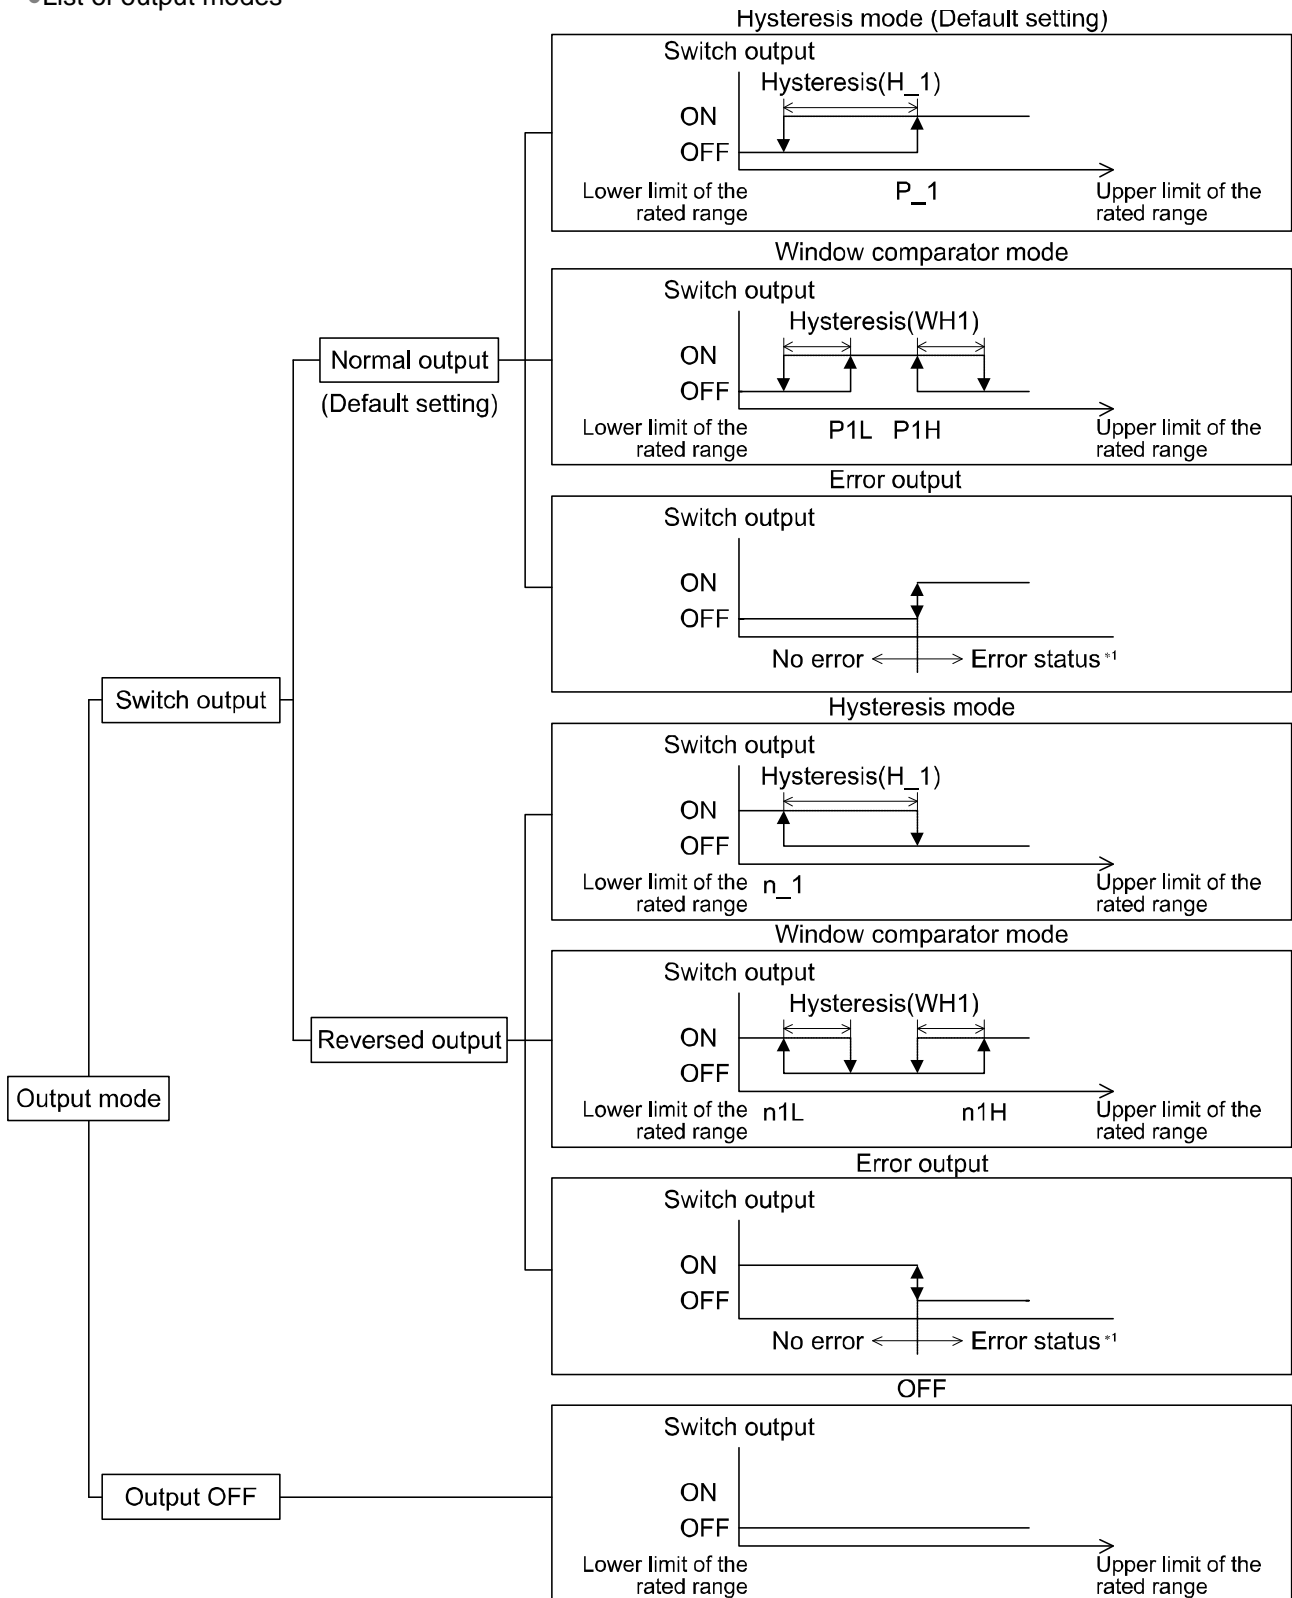 ●List of output modes
Hysteresis mode (Default setting)
Switch output
Hysteresis(H_1)
ON
OFF
Lower limit of the
rated range
P_1
Upper limit of the
rated range
Window comparator mode
Switch output
Hysteresis(WH1)
ON
OFF
Lower limit of the
rated range
P1L P1H
Upper limit of the
rated range
Normal output
(Default setting)
Error output
Switch output
ON
OFF
No error
Error status *1
Switch output
Hysteresis mode
Switch output
Hysteresis(H_1)
ON
OFF
Lower limit of the
rated range
n_1
Upper limit of the
rated range
Window comparator mode
Switch output
Hysteresis(WH1)
ON
OFF
Lower limit of the
rated range
n1L n1H
Upper limit of the
rated range
Reversed output
Output mode
Error output
Switch output
ON
OFF
No error
Error status *1
OFF
Switch output
ON
OFF
Lower limit of the
rated range
Upper limit of the
rated range
Output OFF